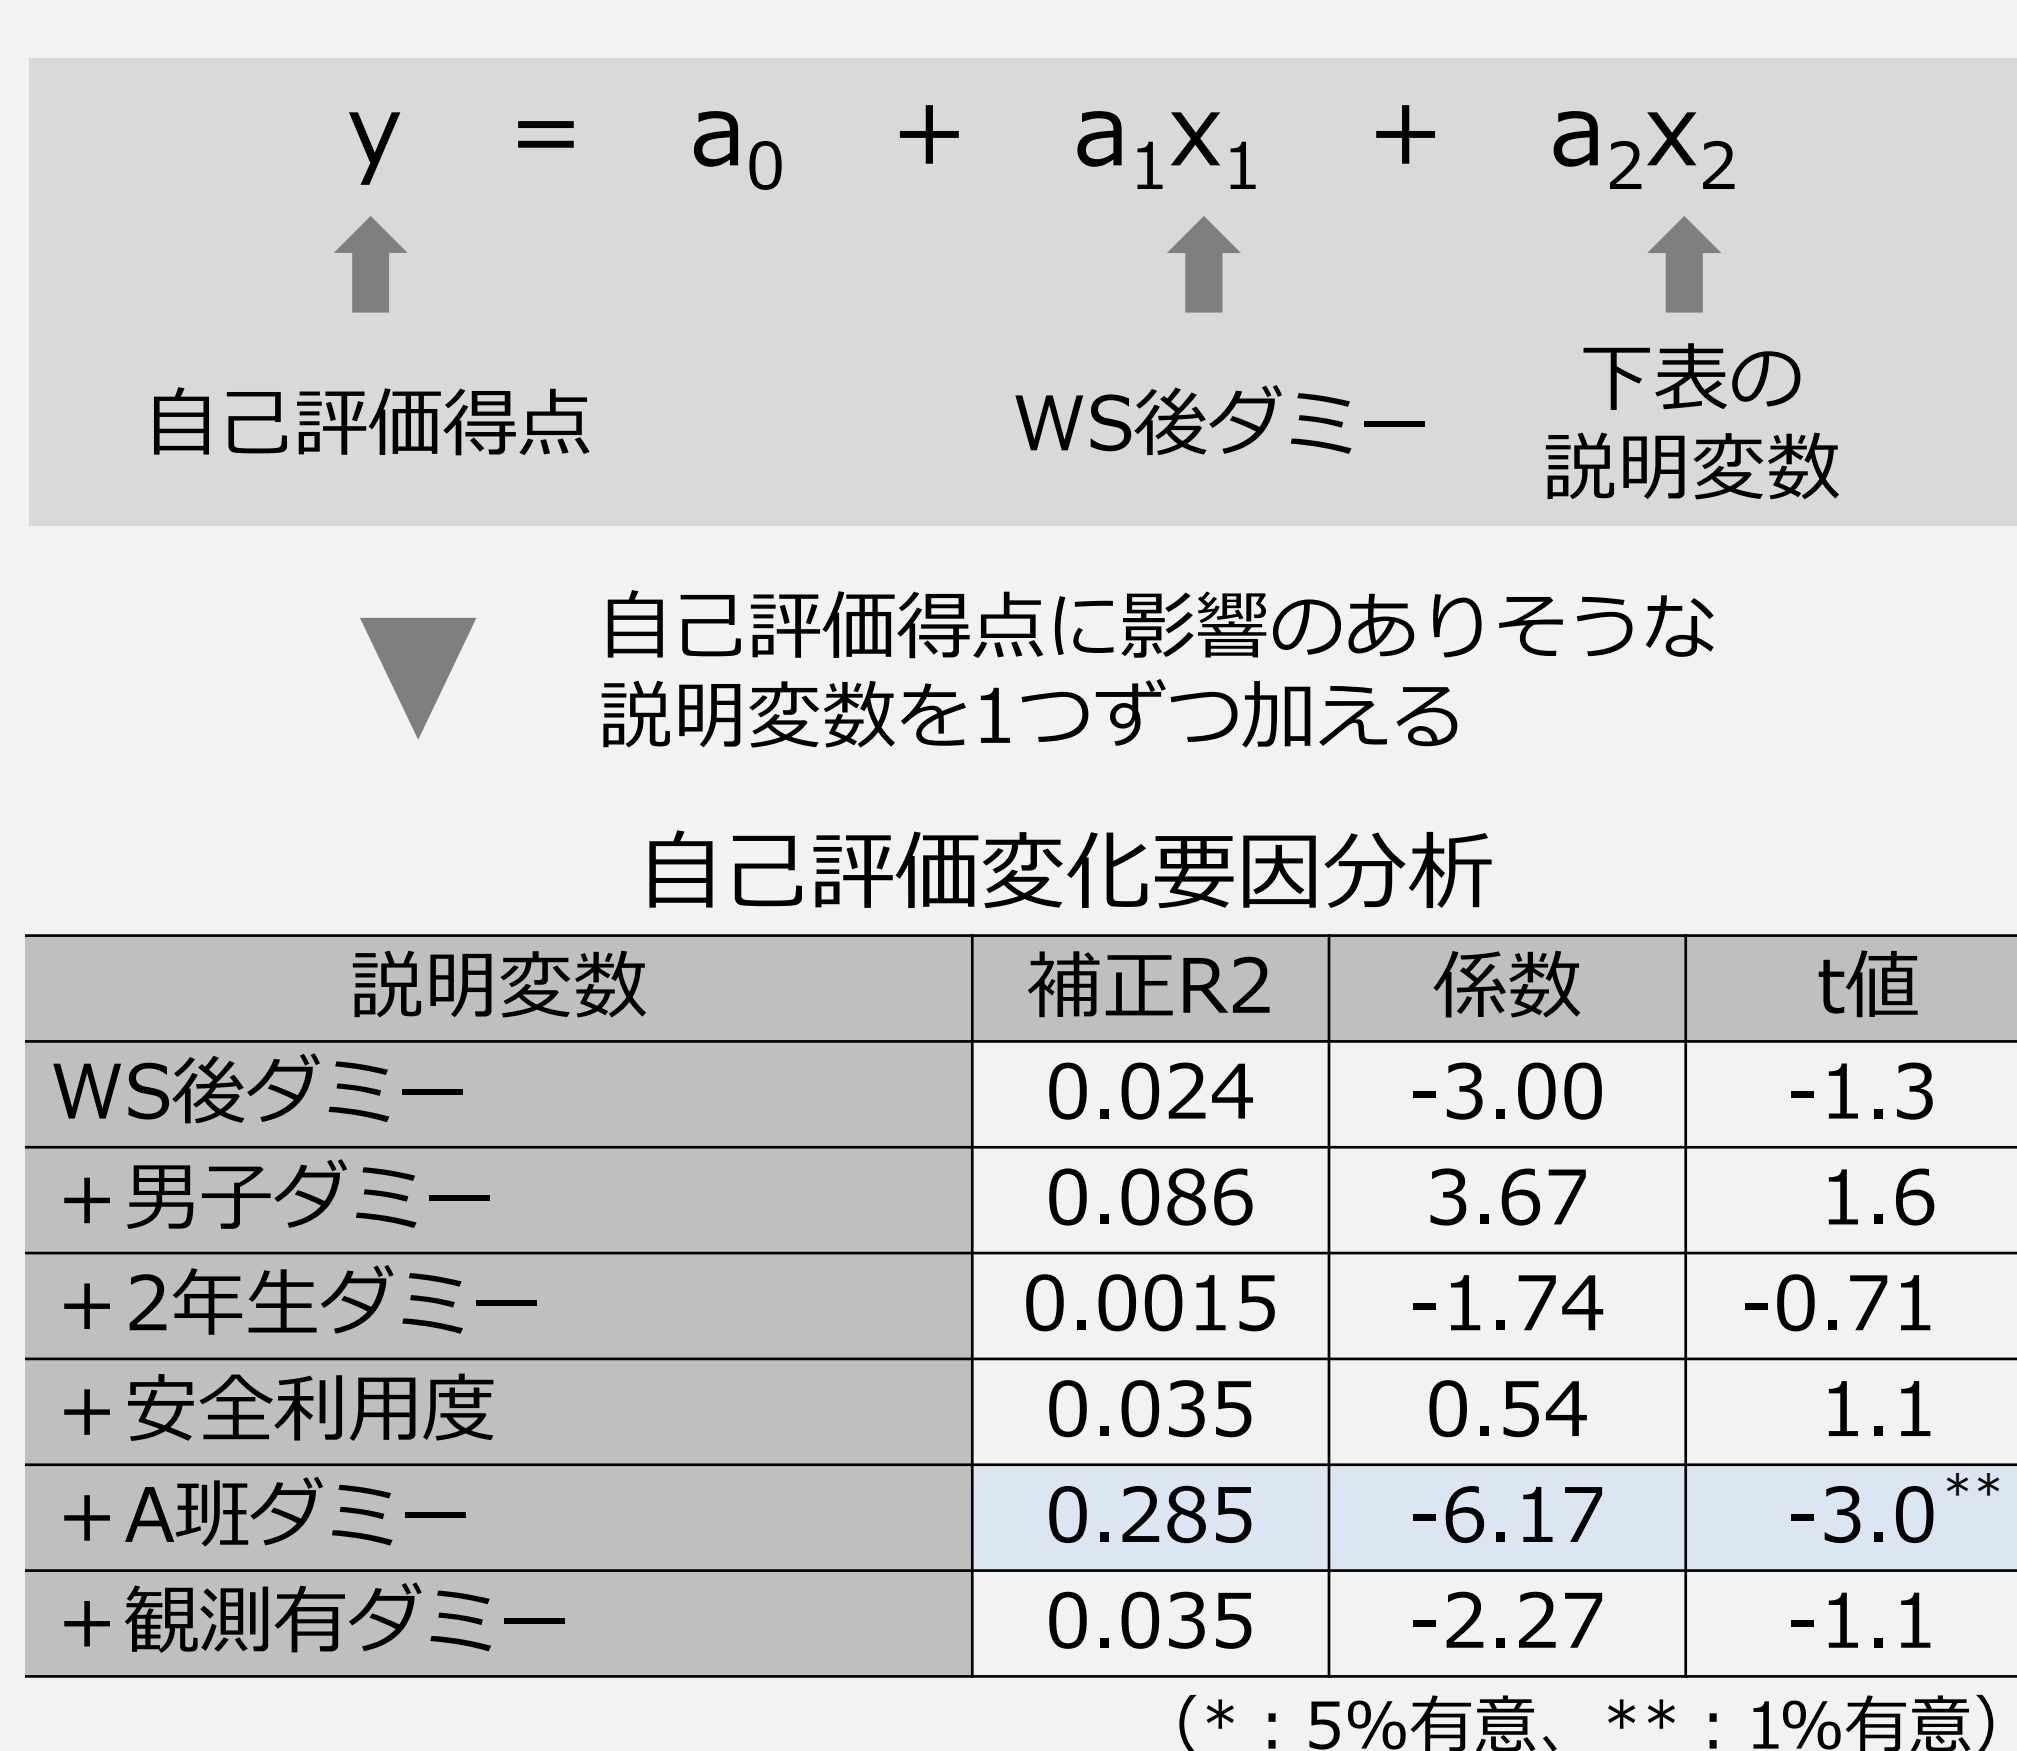 y = a₀ + a₁x₁ + a₂x₂
自己評価得点 WS後ダミー 下表の
説明変数
自己評価得点に影響のありそうな
説明変数を1つずつ加える
自己評価変化要因分析
説明変数 補正R2 係数 t値
WS後ダミー 0.024 -3.00 -1.3
+男子ダミー 0.086 3.67 1.6
+2年生ダミー 0.0015 -1.74 -0.71
+安全利用度 0.035 0.54 1.1
+A班ダミー 0.285 -6.17 -3.0**
+観測有ダミー 0.035 -2.27 -1.1
(*:5%有意、**:1%有意)